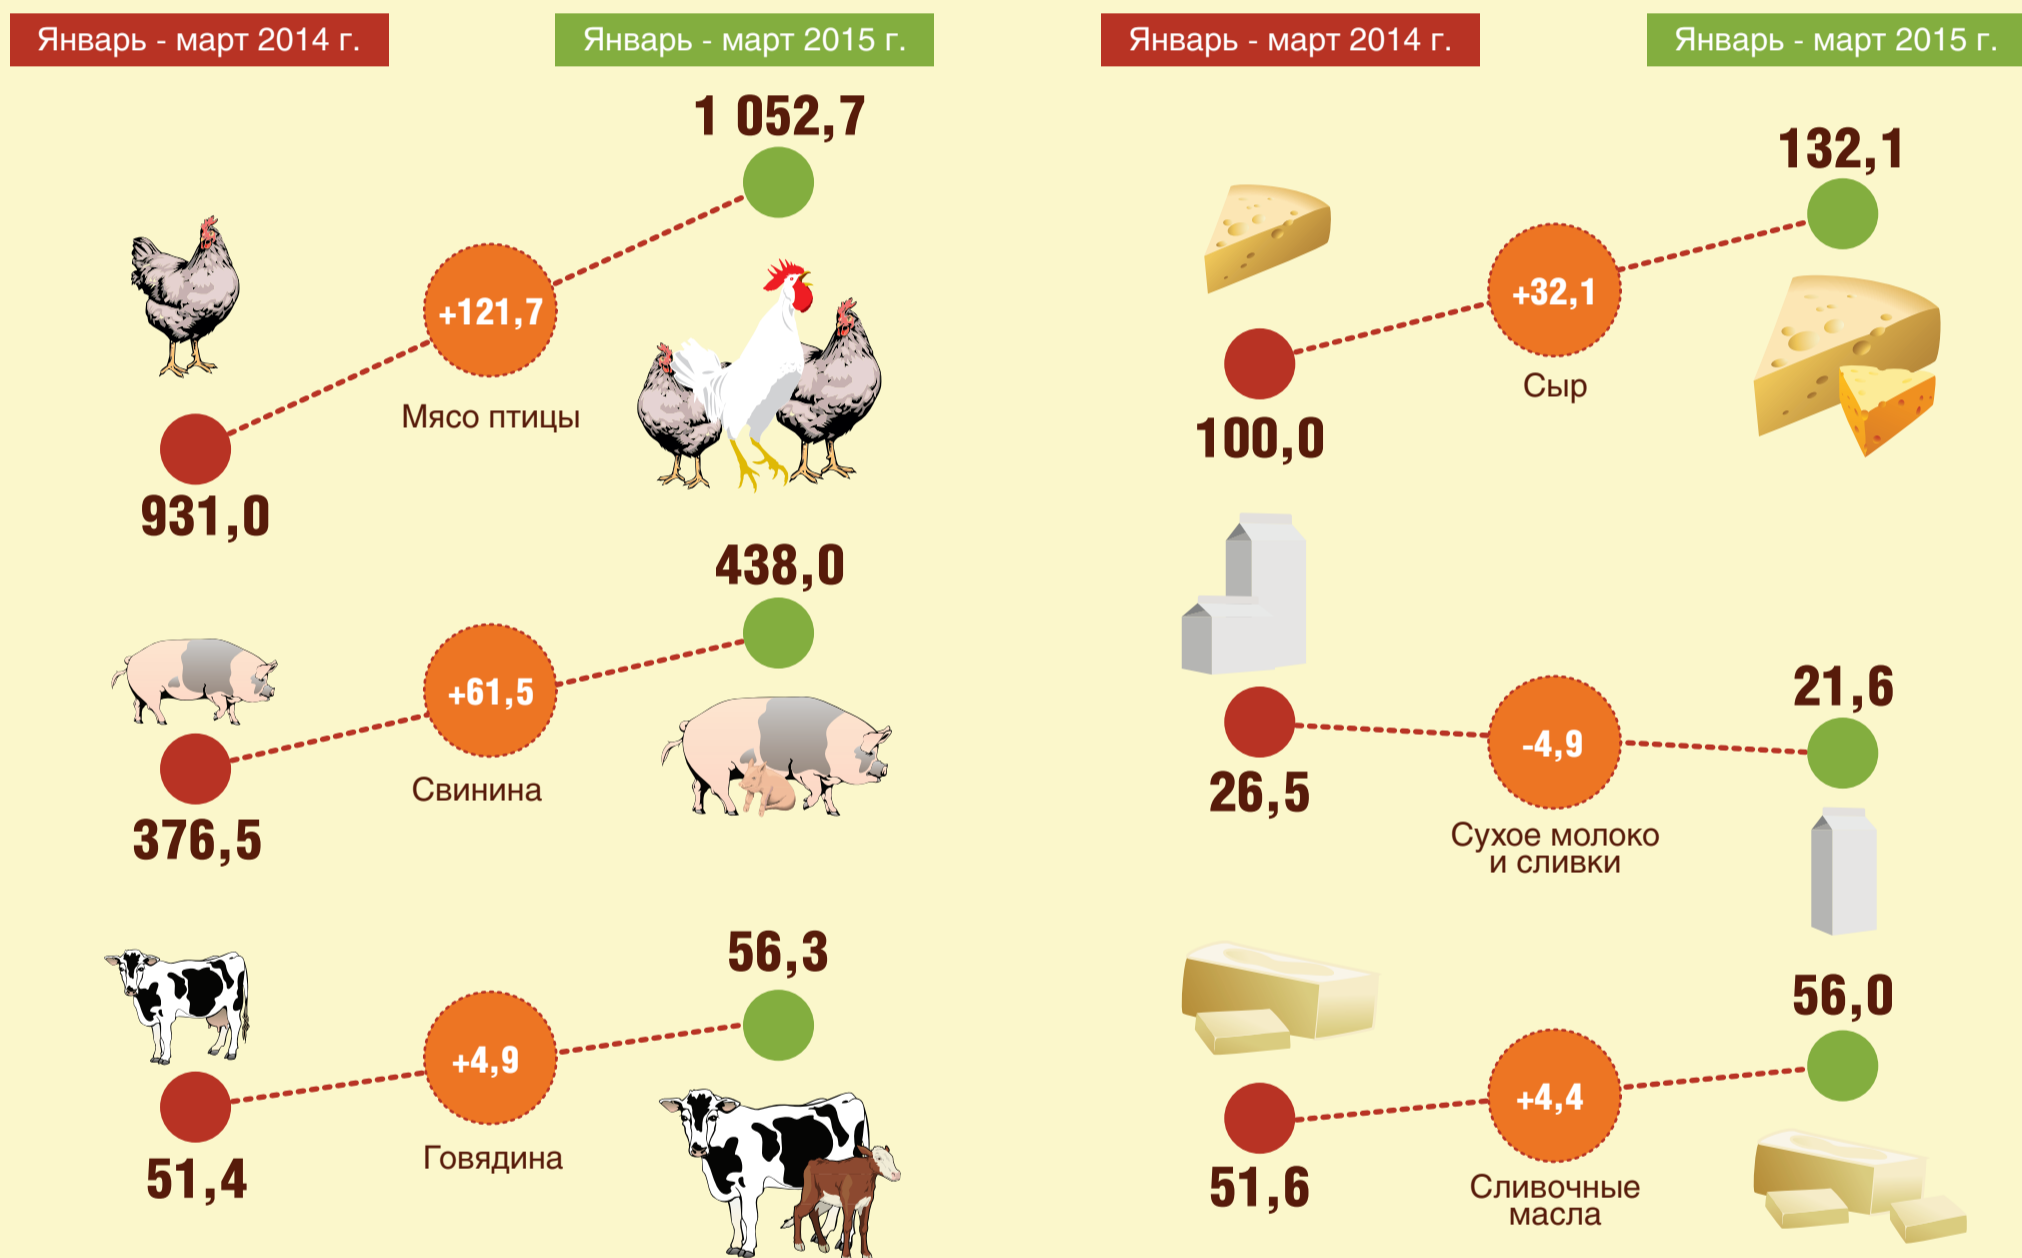 Январь - март 2014 г.
Январь - март 2015 г.
1 052,7
+121,7
Мясо птицы
931,0
438,0
+61,5
Свинина
376,5
56,3
+4,9
Говядина
51,4
Январь - март 2014 г.
Январь - март 2015 г.
132,1
+32,1
Сыр
100,0
21,6
-4,9
26,5
Сухое молоко
и сливки
56,0
+4,4
51,6
Сливочные
масла